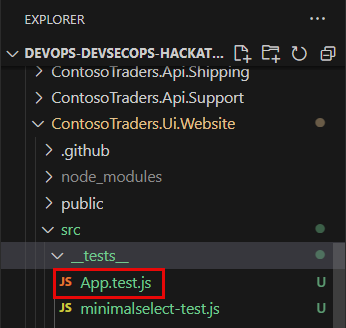 EXPLORER
DEVOPS-DEVSECOPS-HACKAT...
ContosoTraders.Api.Shipping
ContosoTraders.Api.Support
ContosoTraders.Ui.Website
.github
node_modules
public
src
__tests__
JS App.test.js U
JS minimalselect-test.js U